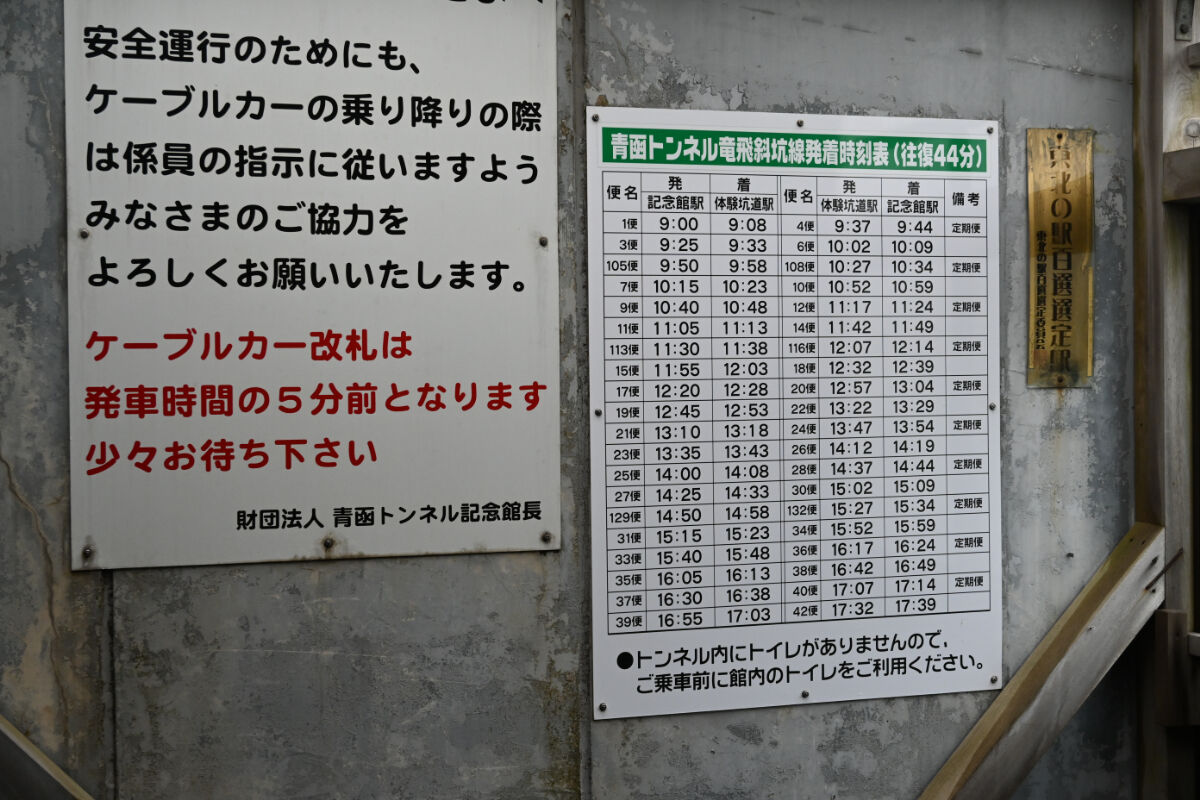 安全運行のためにも、
ケーブルカーの乗り降りの際
は係員の指示に従いますよう
みなさまのご協力を
よろしくお願いいたします。
ケーブルカー改札は
発車時間の5分前となります
少々お待ち下さい
財団法人 青函トンネル記念館長
青函トンネル竜飛斜坑線発着時刻表(往復44分)
便名 発 記念館駅 着 体験坑道駅 便名 発 体験坑道駅 着 記念館駅 備考
1便 9:00 9:08 4便 9:37 9:44 定期便
3便 9:25 9:33 6便 10:02 10:09
105便 9:50 9:58 108便 10:27 10:34 定期便
7便 10:15 10:23 10便 10:52 10:59
9便 10:40 10:48 12便 11:17 11:24 定期便
11便 11:05 11:13 14便 11:42 11:49
113便 11:30 11:38 116便 12:07 12:14 定期便
15便 11:55 12:03 18便 12:32 12:39
17便 12:20 12:28 20便 12:57 13:04 定期便
19便 12:45 12:53 22便 13:22 13:29
21便 13:10 13:18 24便 13:47 13:54 定期便
23便 13:35 13:43 26便 14:12 14:19
25便 14:00 14:08 28便 14:37 14:44 定期便
27便 14:25 14:33 30便 15:02 15:09
129便 14:50 14:58 132便 15:27 15:34 定期便
31便 15:15 15:23 34便 15:52 15:59
33便 15:40 15:48 36便 16:17 16:24 定期便
35便 16:05 16:13 38便 16:42 16:49
37便 16:30 16:38 40便 17:07 17:14 定期便
39便 16:55 17:03 42便 17:32 17:39
●トンネル内にトイレがありませんので、
ご乗車前に館内のトイレをご利用ください。
東北の駅百選選定駅
東北の駅百選選定委員会